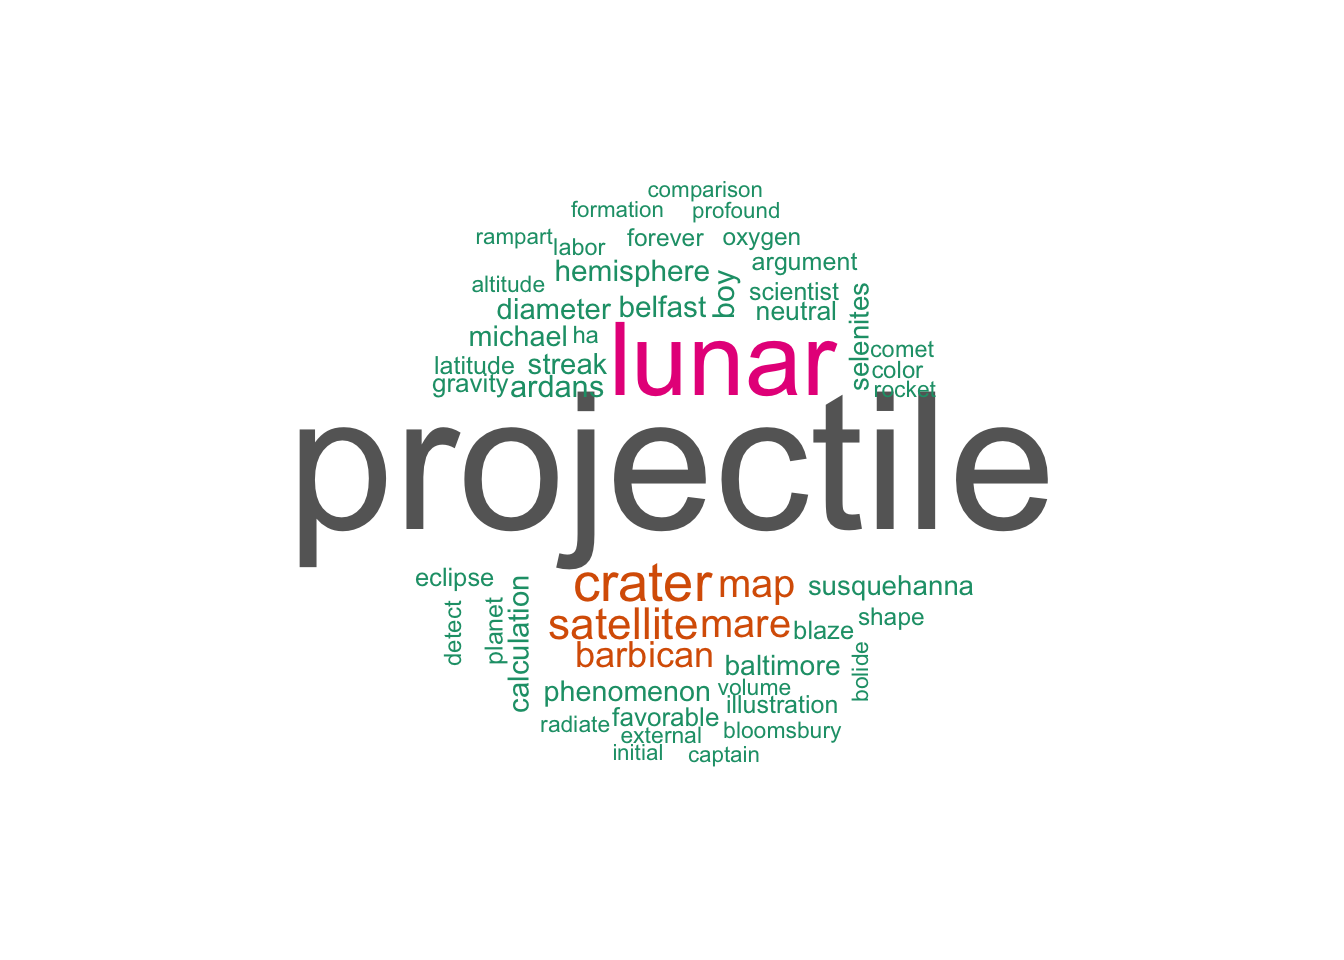 comparison
formation profound
rampart labor forever oxygen
hemisphere argument
altitude boy scientist
diameter belfast neutral
michael ha lunar selenites
latitude streak comet
gravity ardans color
rocket
projectile
eclipse crater map susquehanna
detect planet calculation satellite mare blaze shape
barbican baltimore bolide
phenomenon volume
illustration
radiate favorable bloomsbury
external
initial captain